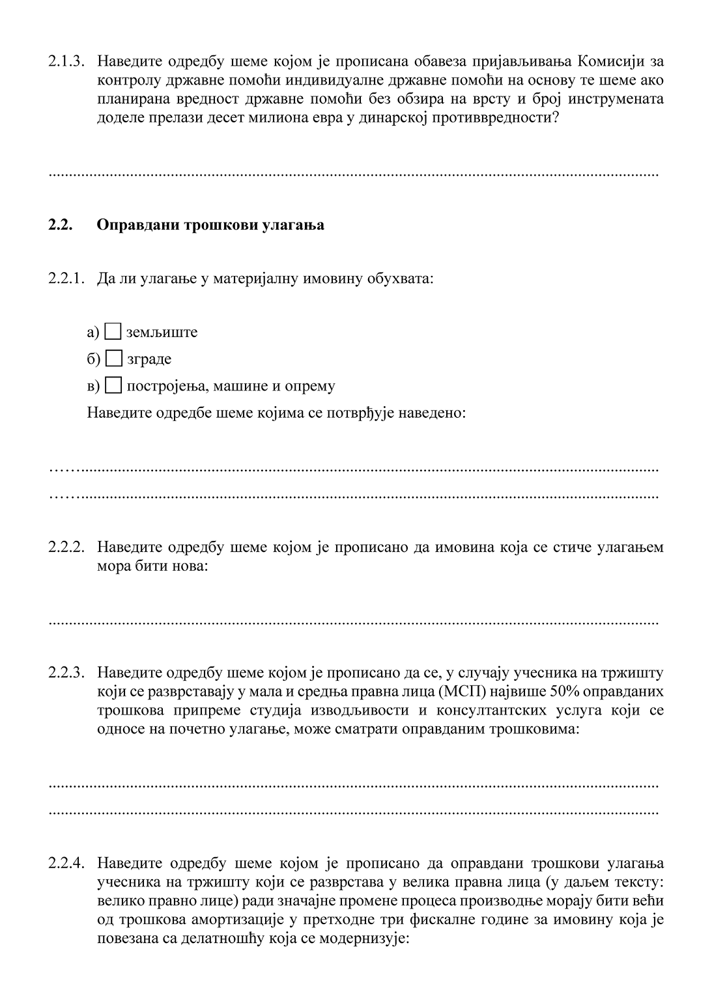 2.1.3. Наведите одредбу шеме којом је прописана обавеза пријављивања Комисији за
контролу државне помоћи индивидуалне државне помоћи на основу те шеме ако
планирана вредност државне помоћи без обзира на врсту и број инструмената
доделе прелази десет милиона евра у динарској противвредности?
......................................................................................................................................................
2.2. Оправдани трошкови улагања
2.2.1. Да ли улагање у материјалну имовину обухвата:
а) □ земљиште
б) □ зграде
в) □ постројења, машине и опрему
Наведите одредбе шеме којима се потврђује наведено:
……..............................................................................................................................................
……..............................................................................................................................................
2.2.2. Наведите одредбу шеме којом је прописано да имовина која се стиче улагањем
мора бити нова:
......................................................................................................................................................
2.2.3. Наведите одредбу шеме којом је прописано да се, у случају учесника на тржишту
који се разврставају у мала и средња правна лица (МСП) највише 50% оправданих
трошкова припреме студија изводљивости и консултантских услуга који се
односе на почетно улагање, може сматрати оправданим трошковима:
......................................................................................................................................................
......................................................................................................................................................
2.2.4. Наведите одредбу шеме којом је прописано да оправдани трошкови улагања
учесника на тржишту који се разврстава у велика правна лица (у даљем тексту:
велико правно лице) ради значајне промене процеса производње морају бити већи
од трошкова амортизације у претходне три фискалне године за имовину која је
повезана са делатношћу која се модернизује: